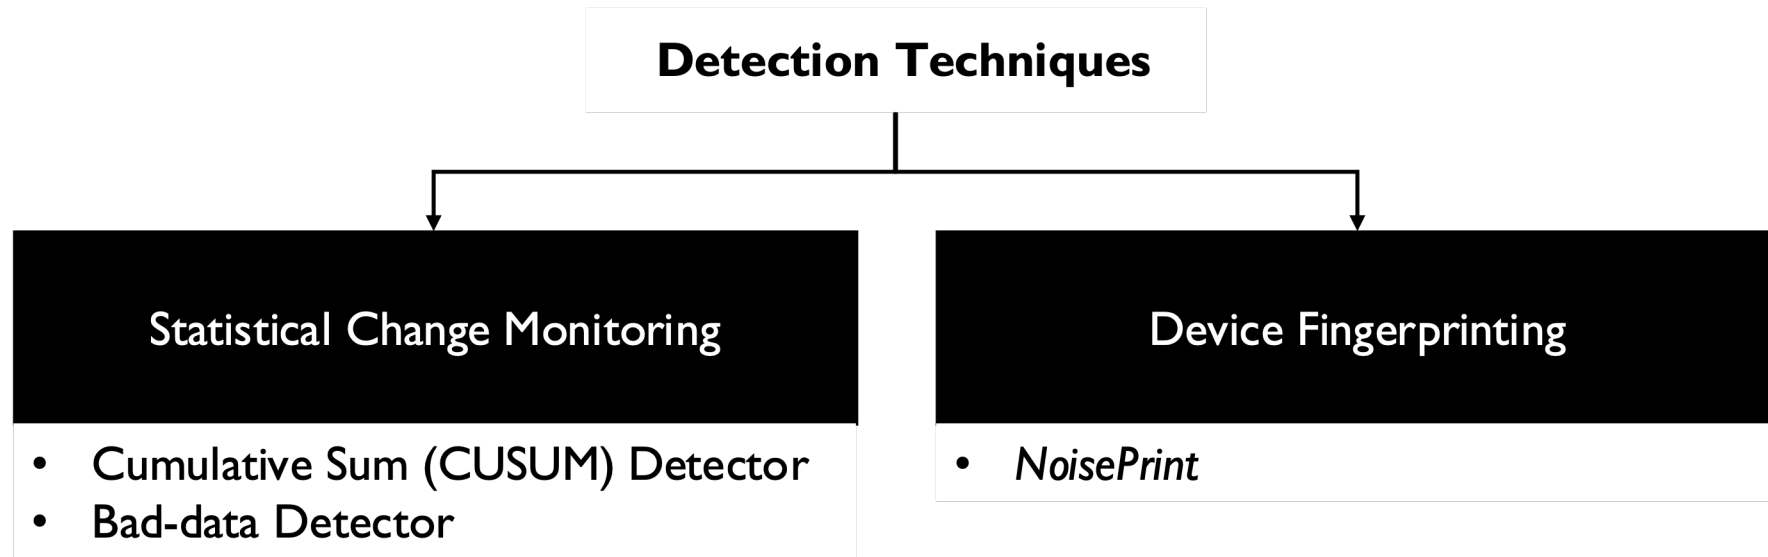 Detection Techniques
Statistical Change Monitoring
• Cumulative Sum (CUSUM) Detector
• Bad-data Detector
Device Fingerprinting
• NoisePrint